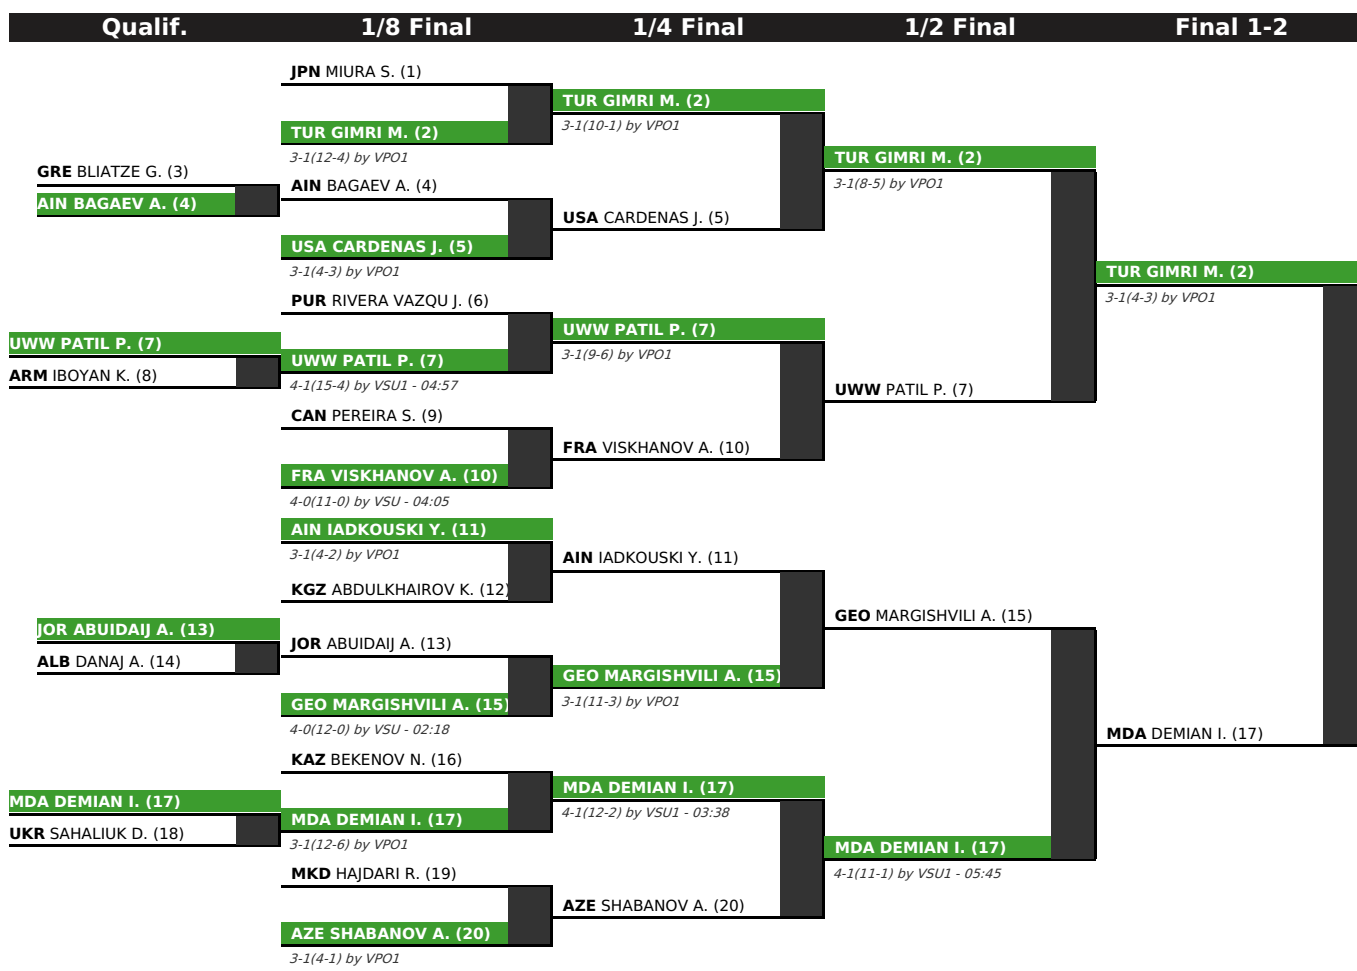 Qualif.
1/8 Final
1/4 Final
1/2 Final
Final 1-2
GRE BLIATZE G. (3)
AIN BAGAEV A. (4)
UWW PATIL P. (7)
ARM IBOYAN K. (8)
JOR ABUIDAIJ A. (13)
ALB DANAJ A. (14)
MDA DEMIAN I. (17)
UKR SAHALIUK D. (18)
JPN MIURA S. (1)
TUR GIMRI M. (2)
3-1(12-4) by VPO1
AIN BAGAEV A. (4)
USA CARDENAS J. (5)
3-1(4-3) by VPO1
PUR RIVERA VAZQU J. (6)
UWW PATIL P. (7)
4-1(15-4) by VSU1 - 04:57
CAN PEREIRA S. (9)
FRA VISKHANOV A. (10)
4-0(11-0) by VSU - 04:05
AIN IADKOUSKI Y. (11)
3-1(4-2) by VPO1
KGZ ABDULKHAIROV K. (12)
JOR ABUIDAIJ A. (13)
GEO MARGISHVILI A. (15)
4-0(12-0) by VSU - 02:18
KAZ BEKENOV N. (16)
MDA DEMIAN I. (17)
3-1(12-6) by VPO1
MKD HAJDARI R. (19)
AZE SHABANOV A. (20)
3-1(4-1) by VPO1
TUR GIMRI M. (2)
3-1(10-1) by VPO1
USA CARDENAS J. (5)
UWW PATIL P. (7)
3-1(9-6) by VPO1
FRA VISKHANOV A. (10)
AIN IADKOUSKI Y. (11)
GEO MARGISHVILI A. (15)
3-1(11-3) by VPO1
MDA DEMIAN I. (17)
4-1(12-2) by VSU1 - 03:38
AZE SHABANOV A. (20)
TUR GIMRI M. (2)
3-1(8-5) by VPO1
UWW PATIL P. (7)
GEO MARGISHVILI A. (15)
MDA DEMIAN I. (17)
4-1(11-1) by VSU1 - 05:45
TUR GIMRI M. (2)
3-1(4-3) by VPO1
MDA DEMIAN I. (17)